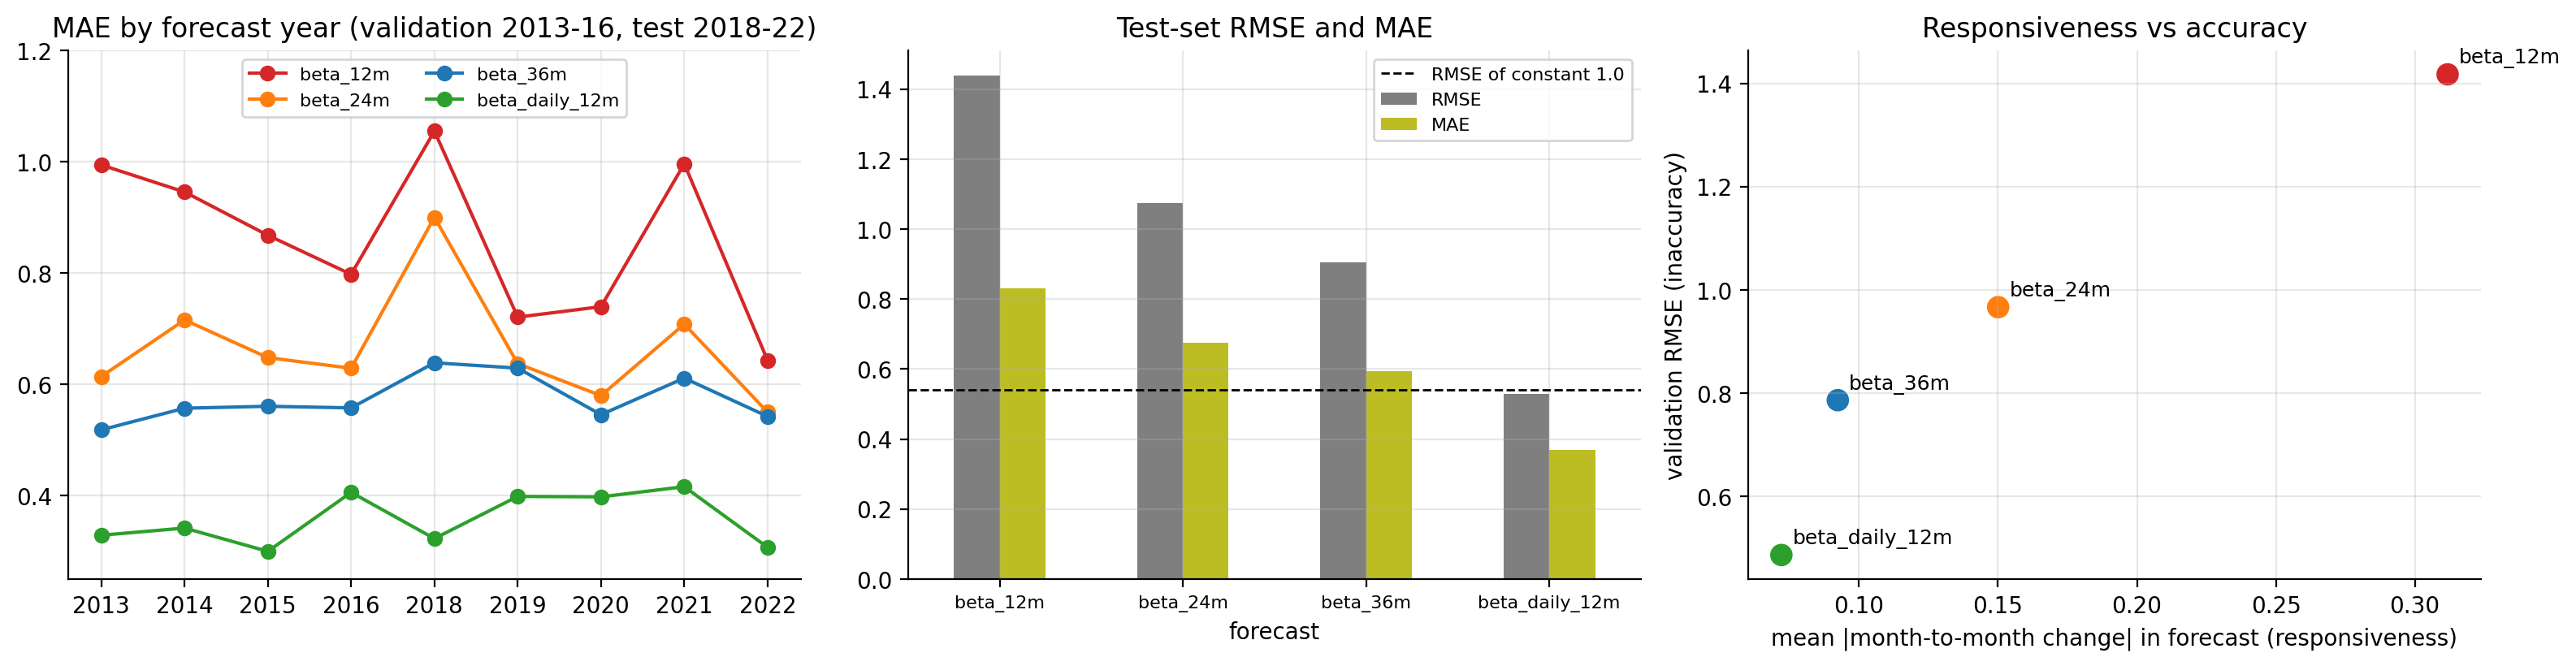 MAE by forecast year (validation 2013-16, test 2018-22)
1.2
1.0
0.8
0.6
0.4
beta_12m
beta_24m
beta_36m
beta_daily_12m
2013 2014 2015 2016 2018 2019 2020 2021 2022
Test-set RMSE and MAE
1.4
1.2
1.0
0.8
0.6
0.4
0.2
0.0
RMSE of constant 1.0
RMSE
MAE
beta_12m beta_24m beta_36m beta_daily_12m
forecast
Responsiveness vs accuracy
validation RMSE (inaccuracy)
1.4
1.2
1.0
0.8
0.6
beta_12m
beta_24m
beta_36m
beta_daily_12m
0.10 0.15 0.20 0.25 0.30
mean |month-to-month change| in forecast (responsiveness)